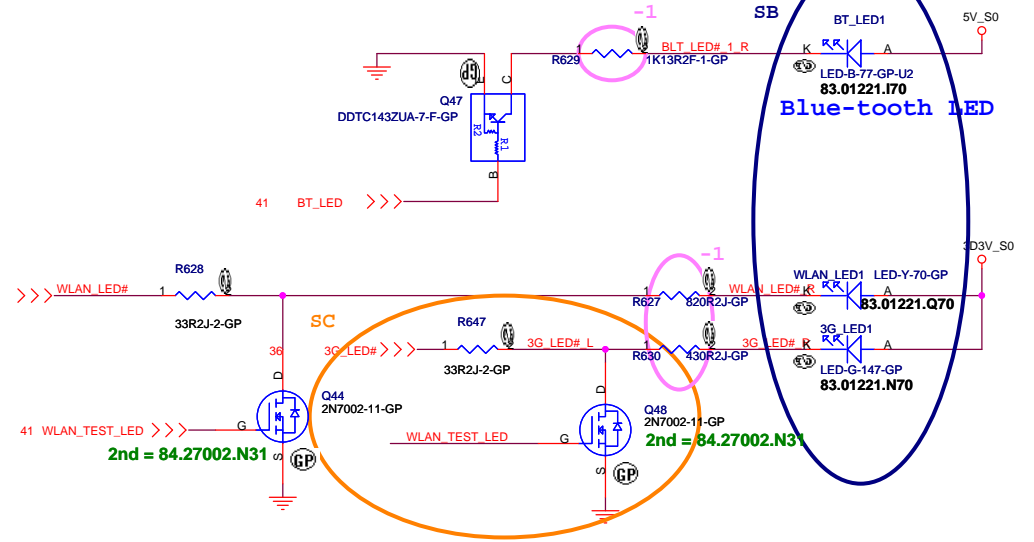 -1
SB
BT_LED1
5V_S0
1
R629
BLT_LED#_1_R
1K13R2F-1-GP
K
A
LED-B-77-GP-U2
83.01221.I70
Blue-tooth LED
GP
E
C
Q47
DDTC143ZUA-7-F-GP
R2
R1
B
41
BT_LED
3D3V_S0
-1
R628
WLAN_LED#
1
33R2J-2-GP
1
R627
820R2J-GP
WLAN_LED#_R
WLAN_LED1
LED-Y-70-GP
K
A
83.01221.Q70
SC
R647
36
3G_LED#
1
33R2J-2-GP
3G_LED#_L
1
R630
430R2J-GP
3G_LED#_R
3G_LED1
K
A
LED-G-147-GP
83.01221.N70
D
Q44
2N7002-11-GP
41
WLAN_TEST_LED
G
S
GP
2nd = 84.27002.N31
WLAN_TEST_LED
D
Q48
2N7002-11-GP
G
S
GP
2nd = 84.27002.N31